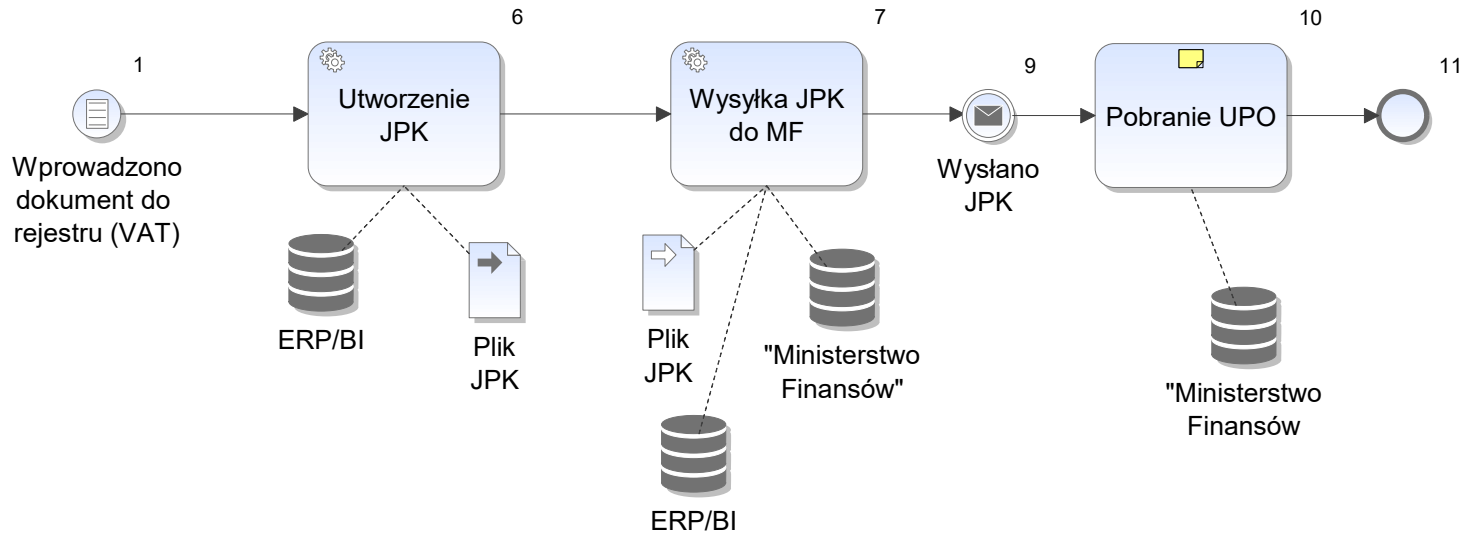 6
7
10
1
9
11
Utworzenie
JPK
Wysyłka JPK
do MF
Pobranie UPO
Wprowadzono
dokument do
rejestru (VAT)
Wysłano
JPK
ERP/BI
Plik
JPK
Plik
JPK
"Ministerstwo
Finansów"
"Ministerstwo
Finansów
ERP/BI